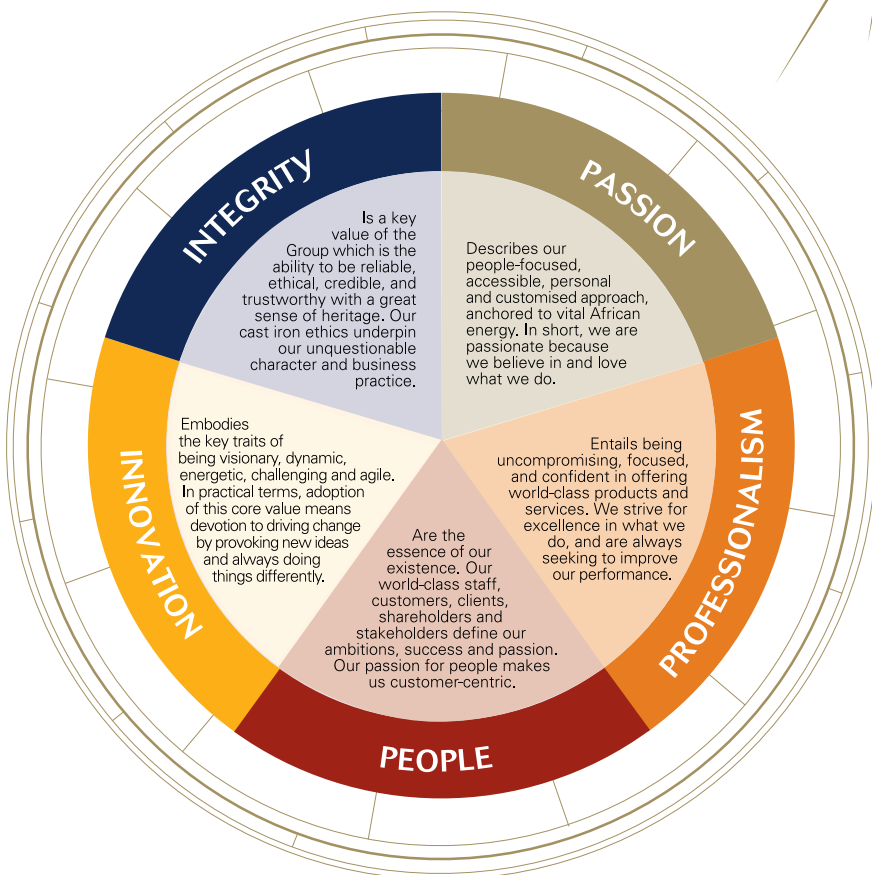 INTEGRITY
Is a key
value of the
Group which is the
ability to be reliable,
ethical, credible, and
trustworthy with a great
sense of heritage. Our
cast iron ethics underpin
our unquestionable
character and business
practice.
PASSION
Describes our
people-focused,
accessible, personal
and customised approach,
anchored to vital African
energy. In short, we are
passionate because
we believe in and love
what we do.
PROFESSIONALISM
Entails being
uncompromising, focused,
and confident in offering
world-class products and
services. We strive for
excellence in what we
do, and are always
seeking to improve
our performance.
PEOPLE
Are the
essence of our
existence. Our
world-class staff,
customers, clients,
shareholders and
stakeholders define our
ambitions, success and passion.
Our passion for people makes
us customer-centric.
INNOVATION
Embodies
the key traits of
being visionary, dynamic,
energetic, challenging and agile.
In practical terms, adoption
of this core value means
devotion to driving change
by provoking new ideas
and always doing
things differently.